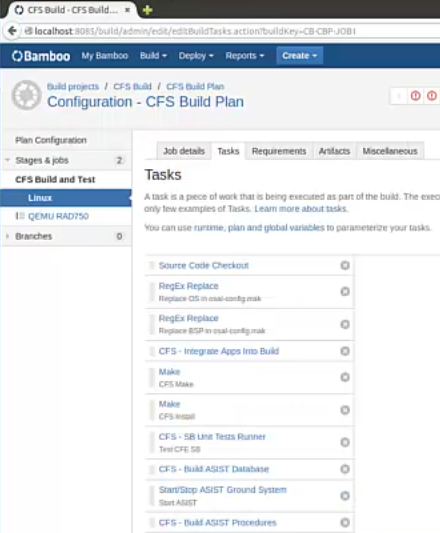 CFS Build - CFS Build...
localhost:8085/build/admin/edit/editBuildTasks.action?buildKey=CB-CBP-JOB1
Bamboo My Bamboo Build Deploy Reports Create
Build projects / CFS Build / CFS Build Plan
Configuration - CFS Build Plan
Plan Configuration
Stages & jobs 2
CFS Build and Test
Linux
QEMU RAD750
Branches 0
Job details Tasks Requirements Artifacts Miscellaneous
Tasks
A task is a piece of work that is being executed as part of the build. The exec
only few examples of Tasks. Learn more about tasks.
You can use runtime, plan and global variables to parameterize your tasks.
Source Code Checkout
RegEx Replace
Replace OS in osal-config.mak
RegEx Replace
Replace BSP in osal-config.mak
CFS - Integrate Apps Into Build
Make
CFS Make
Make
CFS Install
CFS - SB Unit Tests Runner
Test CFE SB
CFS - Build ASIST Database
Start/Stop ASIST Ground System
Start ASIST
CFS - Build ASIST Procedures